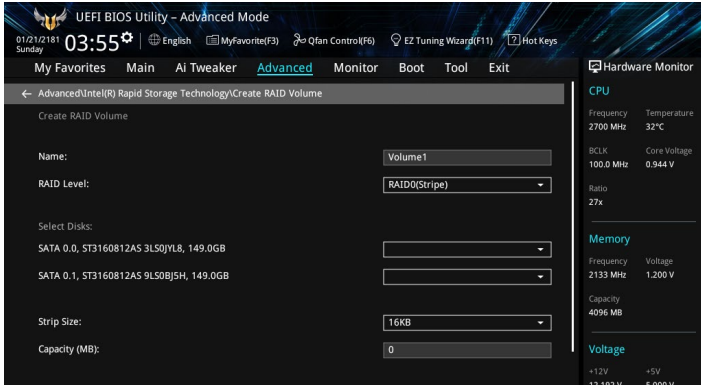 UEFI BIOS Utility – Advanced Mode
01/21/2181 Sunday 03:55 English MyFavorite(F3) Qfan Control(F6) EZ Tuning Wizard(F11) ? Hot Keys
My Favorites Main Ai Tweaker Advanced Monitor Boot Tool Exit
← Advanced\Intel(R) Rapid Storage Technology\Create RAID Volume
Create RAID Volume
Name: Volume1
RAID Level: RAID0(Stripe)
Select Disks:
SATA 0.0, ST3160812AS 3LS0JYL8, 149.0GB
SATA 0.1, ST3160812AS 9LS0BJ5H, 149.0GB
Strip Size: 16KB
Capacity (MB): 0
Hardware Monitor
CPU
Frequency Temperature
2700 MHz 32°C
BCLK Core Voltage
100.0 MHz 0.944 V
Ratio
27x
Memory
Frequency Voltage
2133 MHz 1.200 V
Capacity
4096 MB
Voltage
+12V +5V
12.192 V 5.000 V